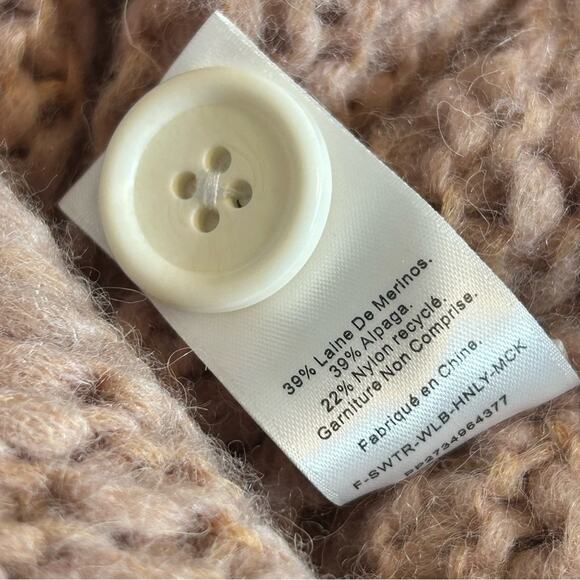 39% Laine De Merinos.
39% Alpaga.
22% Nylon recyclé.
Garniture Non Comprise.
Fabriqué en Chine.
F-SWTR-WLB-HNLY-MCK
PP2734964377